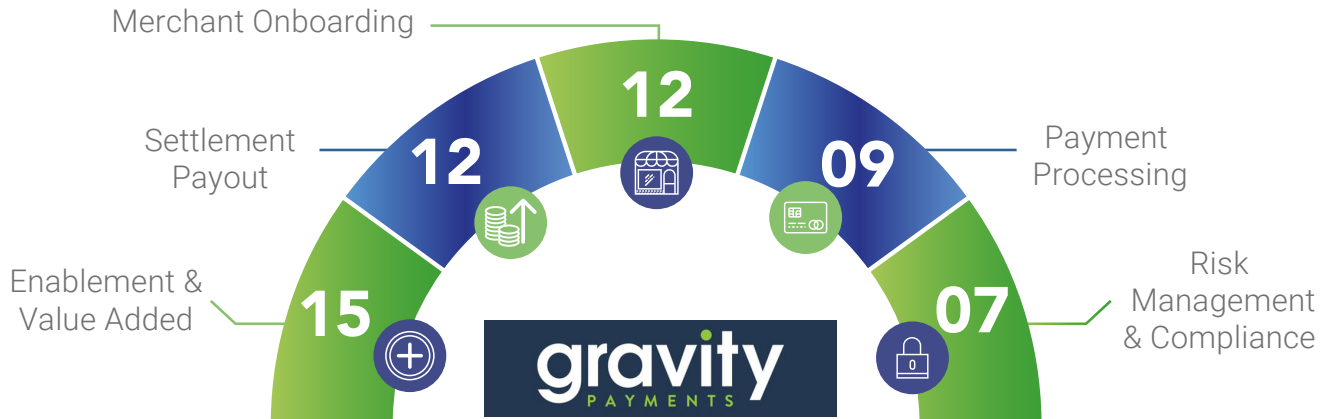 Merchant Onboarding
12
Settlement
Payout
12
09
Payment
Processing
Enablement &
Value Added
15
07
Risk
Management
& Compliance
0
gravity
PAYMENTS